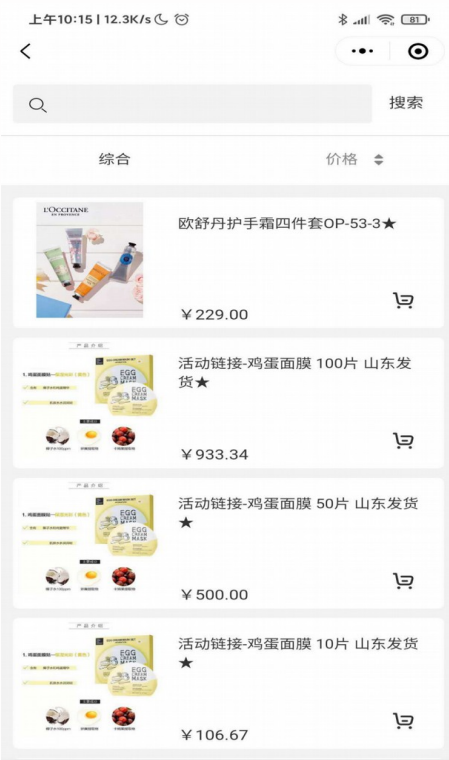 上午10:15 | 12.3K/s
81
搜索
综合
价格
L'OCCITANE
EN PROVENCE
欧舒丹护手霜四件套OP-53-3★
￥229.00
产品介绍
EGG
CREAM
MASK
活动链接-鸡蛋面膜 100片 山东发
货★
￥933.34
产品介绍
EGG
CREAM
MASK
活动链接-鸡蛋面膜 50片 山东发货
★
￥500.00
产品介绍
EGG
CREAM
MASK
活动链接-鸡蛋面膜 10片 山东发货
★
￥106.67